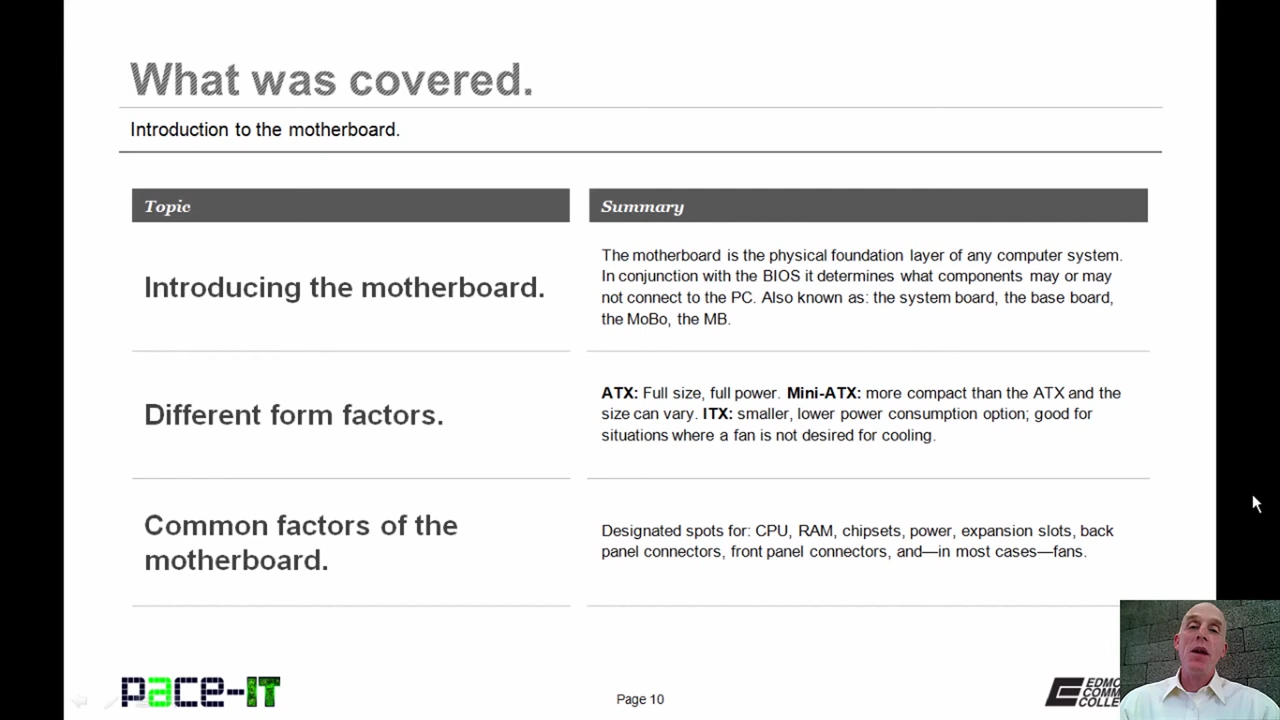 What was covered.
Introduction to the motherboard.
Topic
Summary
Introducing the motherboard.
The motherboard is the physical foundation layer of any computer system.
In conjunction with the BIOS it determines what components may or may
not connect to the PC. Also known as: the system board, the base board,
the MoBo, the MB.
Different form factors.
ATX: Full size, full power. Mini-ATX: more compact than the ATX and the
size can vary. ITX: smaller, lower power consumption option; good for
situations where a fan is not desired for cooling.
Common factors of the
motherboard.
Designated spots for: CPU, RAM, chipsets, power, expansion slots, back
panel connectors, front panel connectors, and—in most cases—fans.
pace-IT
Page 10